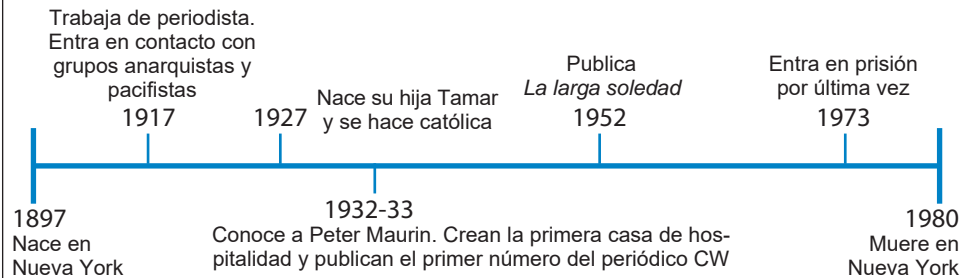 Trabaja de periodista.
Entra en contacto con
grupos anarquistas y
pacifistas
1917
1927
Nace su hija Tamar
y se hace católica
Publica
La larga soledad
1952
Entra en prisión
por última vez
1973
1897
Nace en
Nueva York
1932-33
Conoce a Peter Maurin. Crean la primera casa de hos-
pitalidad y publican el primer número del periódico CW
1980
Muere en
Nueva York